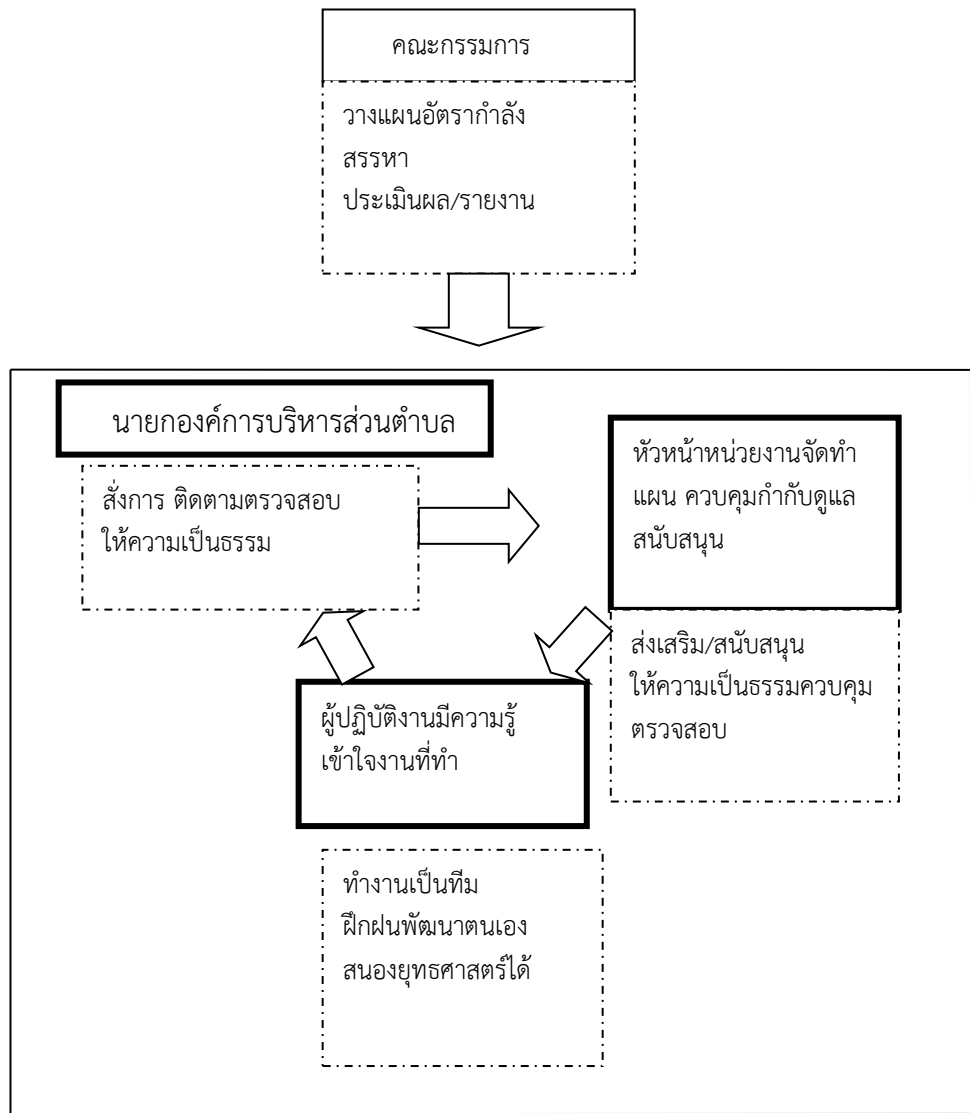 คณะกรรมการ
วางแผนอัตรากำลัง
สรรหา
ประเมินผล/รายงาน
นายกองค์การบริหารส่วนตำบล
สั่งการ ติดตามตรวจสอบ
ให้ความเป็นธรรม
หัวหน้าหน่วยงานจัดทำ
แผน ควบคุมกำกับดูแล
สนับสนุน
ส่งเสริม/สนับสนุน
ให้ความเป็นธรรมควบคุม
ตรวจสอบ
ผู้ปฏิบัติงานมีความรู้
เข้าใจงานที่ทำ
ทำงานเป็นทีม
ฝึกฝนพัฒนาตนเอง
สนองยุทธศาสตร์ได้